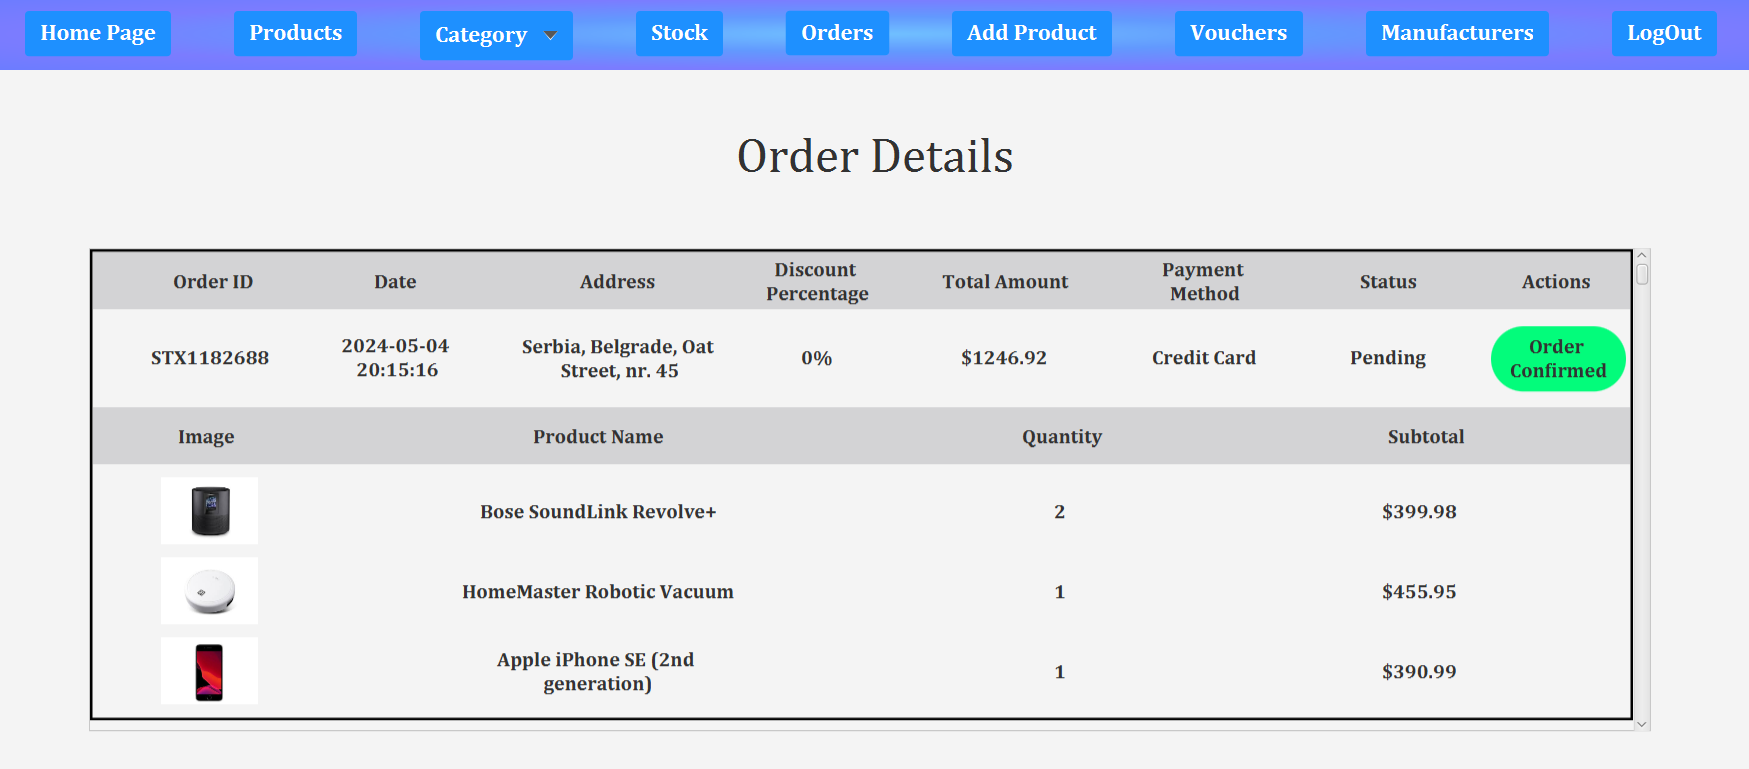 Home Page Products Category Stock Orders Add Product Vouchers Manufacturers LogOut
Order Details
Order ID Date Address Discount Percentage Total Amount Payment Method Status Actions
STX1182688 2024-05-04 20:15:16 Serbia, Belgrade, Oat Street, nr. 45 0% $1246.92 Credit Card Pending Order Confirmed
Image Product Name Quantity Subtotal
Bose SoundLink Revolve+ 2 $399.98
HomeMaster Robotic Vacuum 1 $455.95
Apple iPhone SE (2nd generation) 1 $390.99